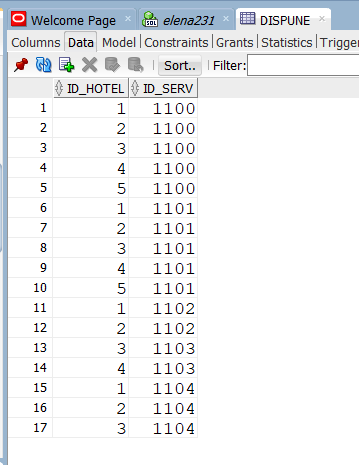 Welcome Page elena231 DISPUNE
Columns Data Model Constraints Grants Statistics Trigger
Sort.. Filter:
ID_HOTEL ID_SERV
1 1 1100
2 2 1100
3 3 1100
4 4 1100
5 5 1100
6 1 1101
7 2 1101
8 3 1101
9 4 1101
10 5 1101
11 1 1102
12 2 1102
13 3 1103
14 4 1103
15 1 1104
16 2 1104
17 3 1104